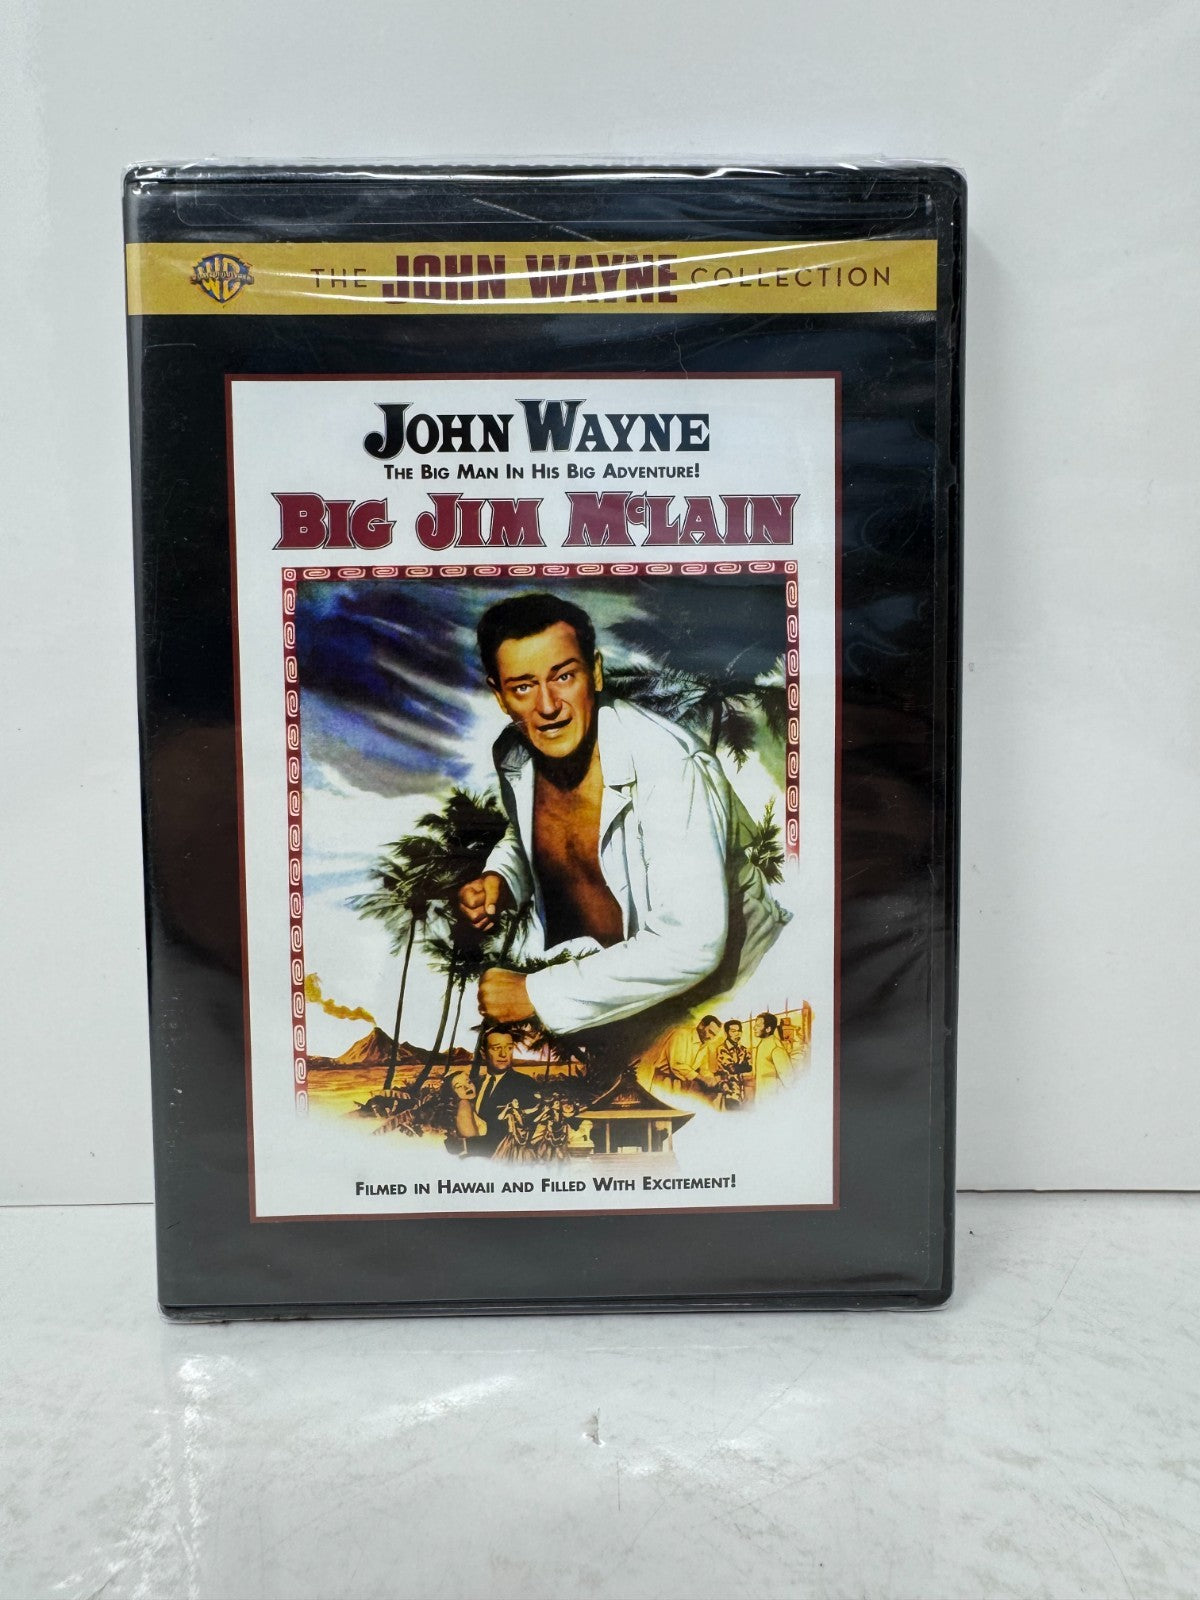 WB
THE JOHN WAYNE COLLECTION
JOHN WAYNE
THE BIG MAN IN HIS BIG ADVENTURE!
BIG JIM McLAIN
FILMED IN HAWAII AND FILLED WITH EXCITEMENT!